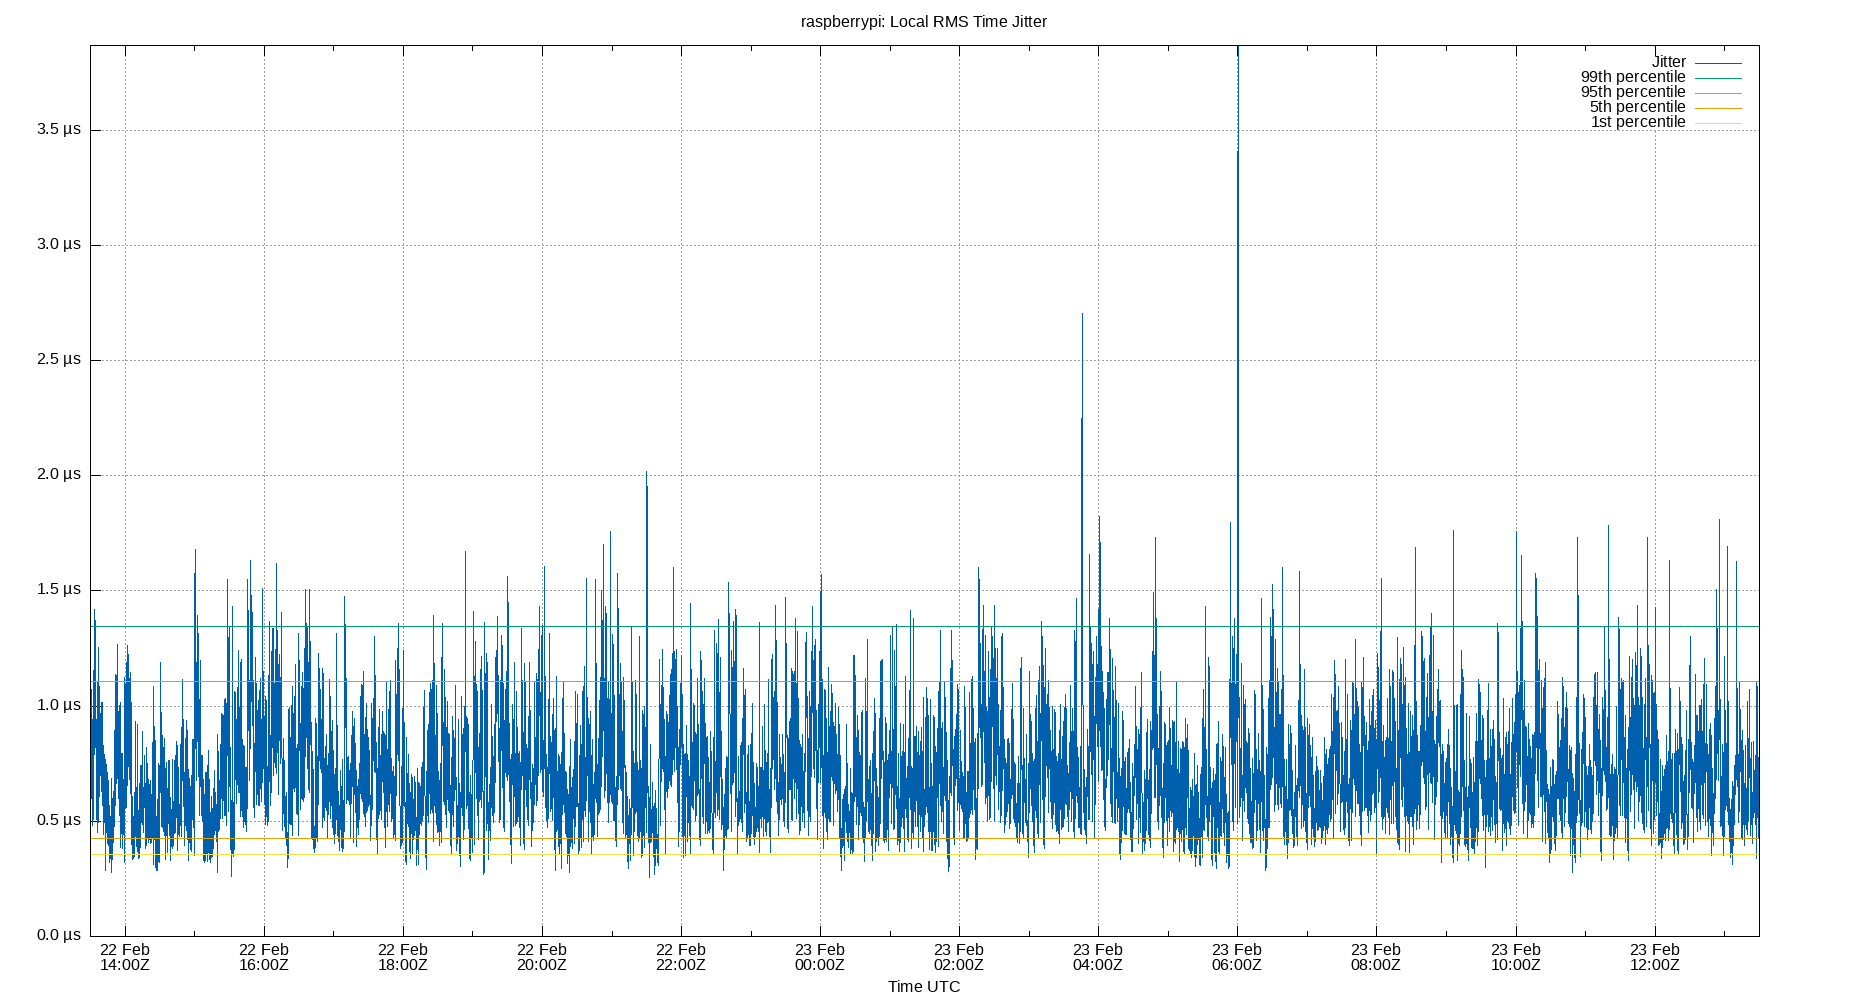 raspberrypi: Local RMS Time Jitter
Jitter
99th percentile
95th percentile
5th percentile
1st percentile
3.5 µs
3.0 µs
2.5 µs
2.0 µs
1.5 µs
1.0 µs
0.5 µs
0.0 µs
22 Feb 22 Feb 22 Feb 22 Feb 22 Feb 23 Feb 23 Feb 23 Feb 23 Feb 23 Feb 23 Feb 23 Feb
14:00Z 16:00Z 18:00Z 20:00Z 22:00Z 00:00Z 02:00Z 04:00Z 06:00Z 08:00Z 10:00Z 12:00Z
Time UTC